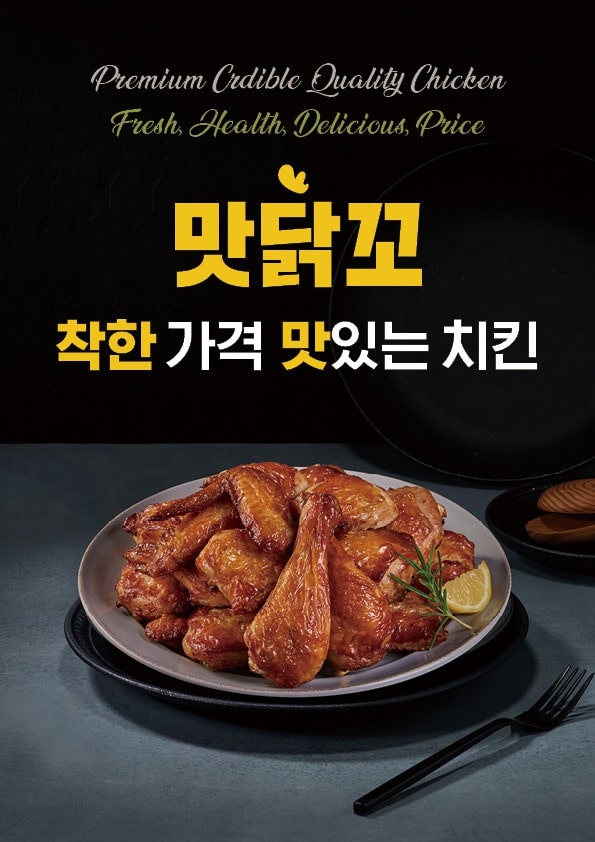 Premium Crdible Quality Chicken
Fresh, Health, Delicious, Price
맛닭꼬
착한 가격 맛있는 치킨